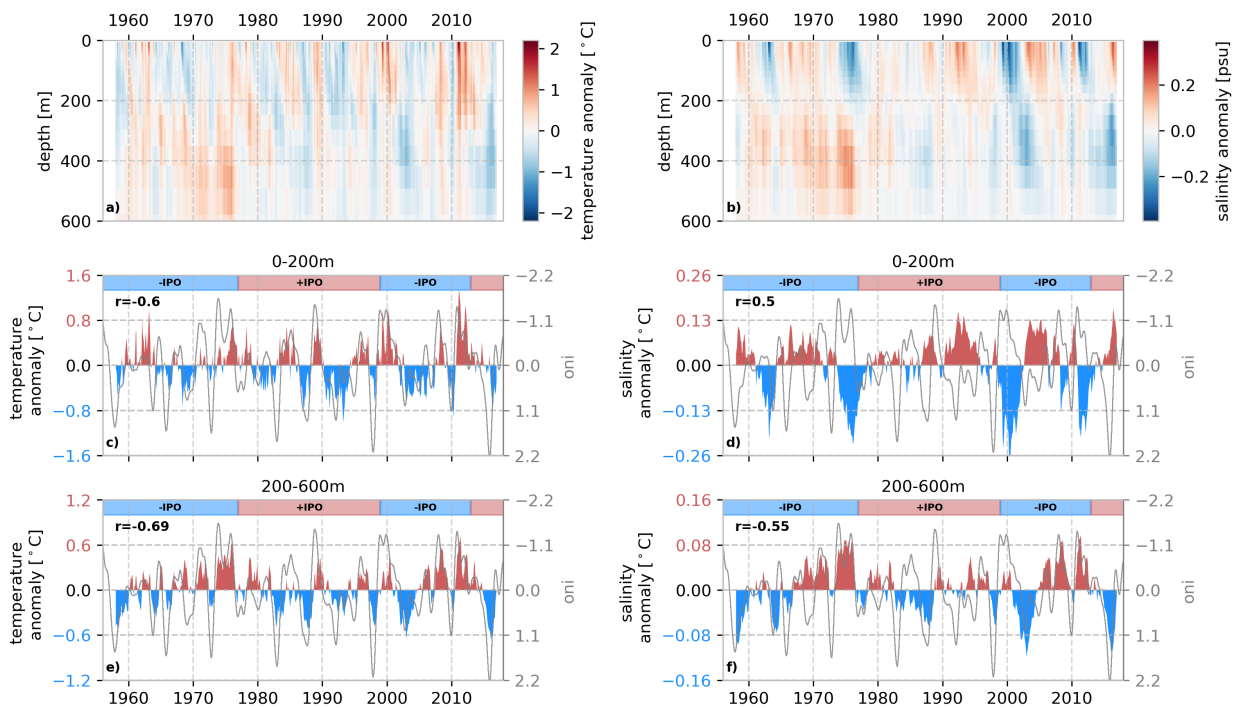 1960 1970 1980 1990 2000 2010
0
200
400
600
depth [m]
a)
2
1
0
−1
−2
temperature anomaly [°C]
1960 1970 1980 1990 2000 2010
0
200
400
600
depth [m]
b)
0.2
0.0
−0.2
salinity anomaly [psu]
0-200m
-IPO +IPO -IPO
r=-0.6
1.6
0.8
0.0
−0.8
−1.6
temperature
anomaly [°C]
c)
−2.2
−1.1
0.0
1.1
2.2
oni
0-200m
-IPO +IPO -IPO
r=0.5
0.26
0.13
0.00
−0.13
−0.26
salinity
anomaly [°C]
d)
−2.2
−1.1
0.0
1.1
2.2
oni
200-600m
-IPO +IPO -IPO
r=-0.69
1.2
0.6
0.0
−0.6
−1.2
temperature
anomaly [°C]
e)
−2.2
−1.1
0.0
1.1
2.2
oni
1960 1970 1980 1990 2000 2010
200-600m
-IPO +IPO -IPO
r=-0.55
0.16
0.08
0.00
−0.08
−0.16
salinity
anomaly [°C]
f)
−2.2
−1.1
0.0
1.1
2.2
oni
1960 1970 1980 1990 2000 2010